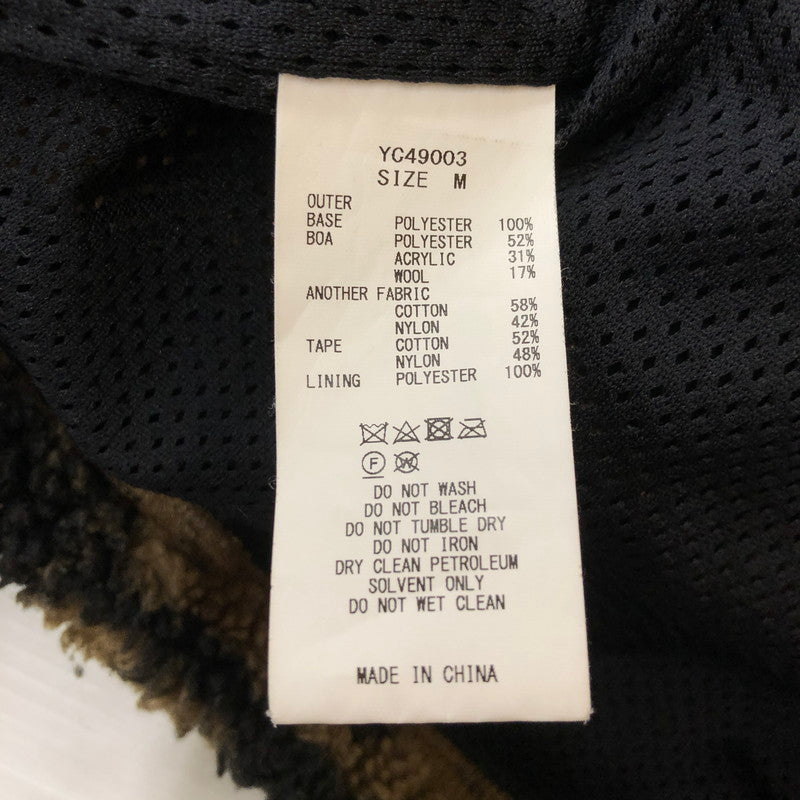 YC49003
SIZE M
OUTER
BASE POLYESTER 100%
BOA POLYESTER 52%
ACRYLIC 31%
WOOL 17%
ANOTHER FABRIC
COTTON 58%
NYLON 42%
TAPE COTTON 52%
NYLON 48%
LINING POLYESTER 100%
F W
DO NOT WASH
DO NOT BLEACH
DO NOT TUMBLE DRY
DO NOT IRON
DRY CLEAN PETROLEUM
SOLVENT ONLY
DO NOT WET CLEAN
MADE IN CHINA